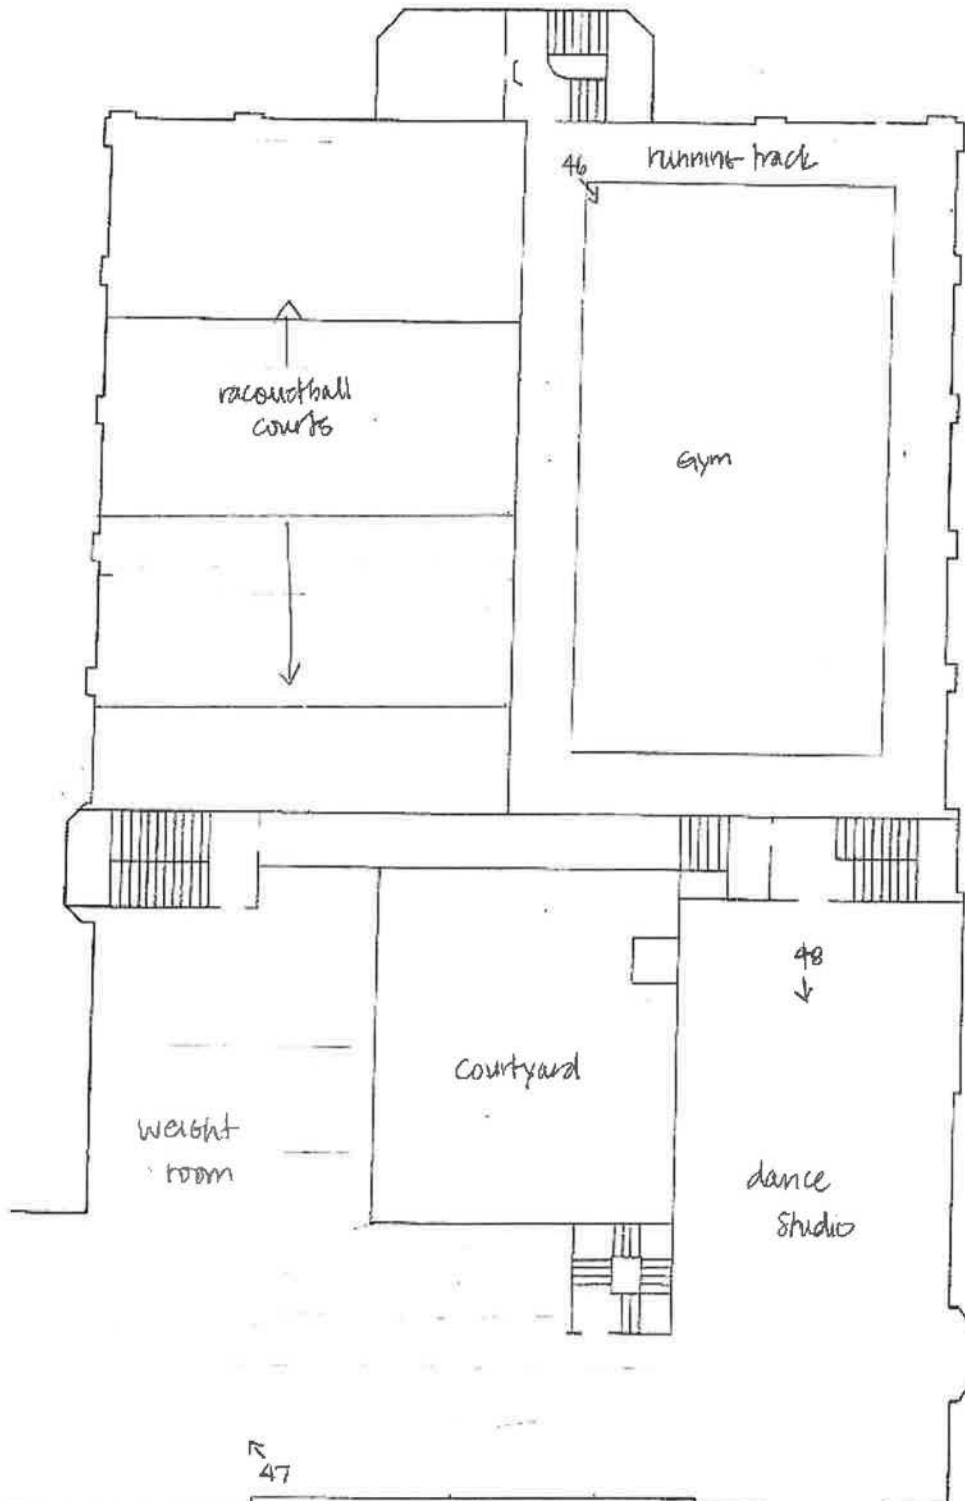 running track
46
racquetball
courts
Gym
48
Courtyard
weight
room
dance
Studio
47